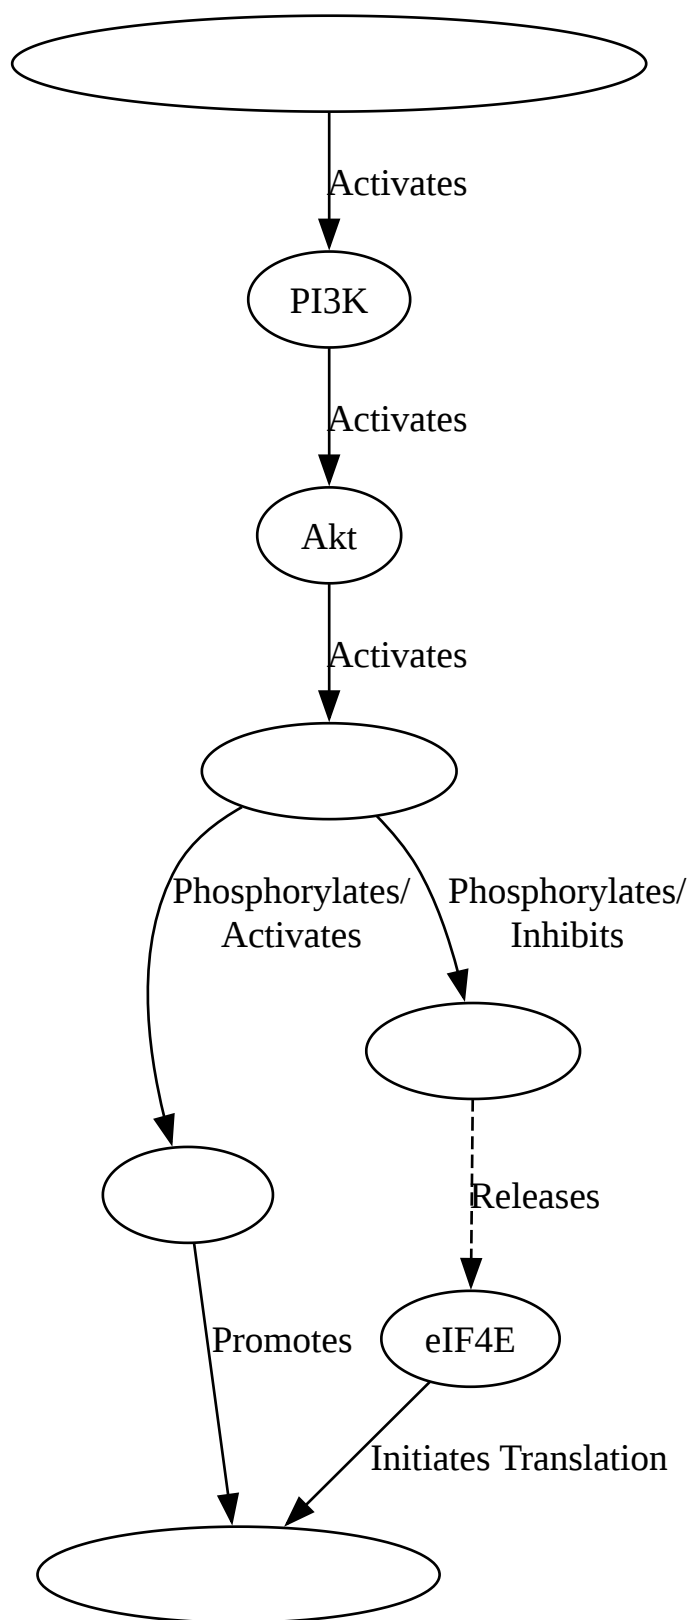 Activates
PI3K
Activates
Akt
Activates
Phosphorylates/
Activates
Phosphorylates/
Inhibits
Releases
Promotes
eIF4E
Initiates Translation